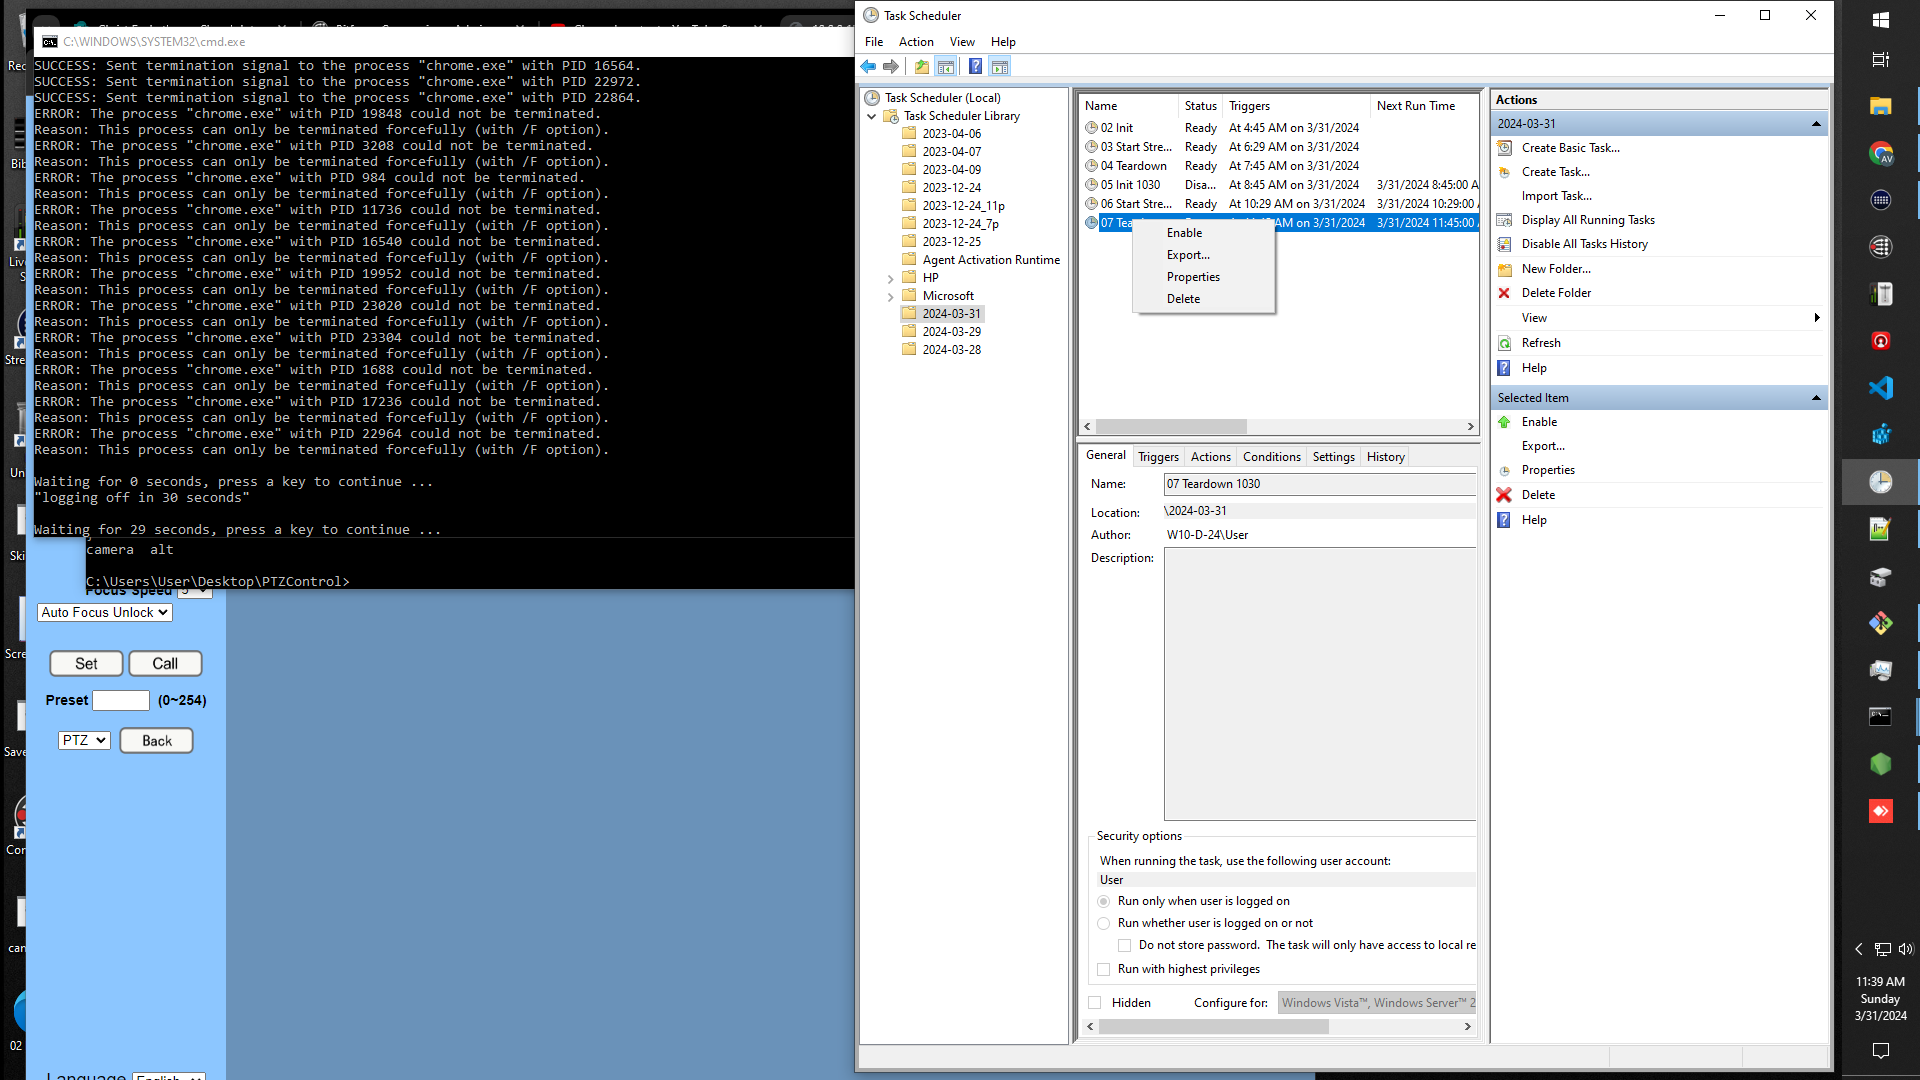 C:\WINDOWS\SYSTEM32\cmd.exe
SUCCESS: Sent termination signal to the process "chrome.exe" with PID 16564.
SUCCESS: Sent termination signal to the process "chrome.exe" with PID 22972.
SUCCESS: Sent termination signal to the process "chrome.exe" with PID 22864.
ERROR: The process "chrome.exe" with PID 19848 could not be terminated.
Reason: This process can only be terminated forcefully (with /F option).
ERROR: The process "chrome.exe" with PID 3208 could not be terminated.
Reason: This process can only be terminated forcefully (with /F option).
ERROR: The process "chrome.exe" with PID 984 could not be terminated.
Reason: This process can only be terminated forcefully (with /F option).
ERROR: The process "chrome.exe" with PID 11736 could not be terminated.
Reason: This process can only be terminated forcefully (with /F option).
ERROR: The process "chrome.exe" with PID 16540 could not be terminated.
Reason: This process can only be terminated forcefully (with /F option).
ERROR: The process "chrome.exe" with PID 19952 could not be terminated.
Reason: This process can only be terminated forcefully (with /F option).
ERROR: The process "chrome.exe" with PID 23020 could not be terminated.
Reason: This process can only be terminated forcefully (with /F option).
ERROR: The process "chrome.exe" with PID 23304 could not be terminated.
Reason: This process can only be terminated forcefully (with /F option).
ERROR: The process "chrome.exe" with PID 1688 could not be terminated.
Reason: This process can only be terminated forcefully (with /F option).
ERROR: The process "chrome.exe" with PID 17236 could not be terminated.
Reason: This process can only be terminated forcefully (with /F option).
ERROR: The process "chrome.exe" with PID 22964 could not be terminated.
Reason: This process can only be terminated forcefully (with /F option).
Waiting for 0 seconds, press a key to continue ...
"logging off in 30 seconds"
Waiting for 29 seconds, press a key to continue ...
camera alt
C:\Users\User\Desktop\PTZControl>
Focus Speed 5
Auto Focus Unlock
Set Call
Preset (0~254)
PTZ Back
Language English
02
Task Scheduler
File Action View Help
Task Scheduler (Local)
Task Scheduler Library
2023-04-06
2023-04-07
2023-04-09
2023-12-24
2023-12-24_11p
2023-12-24_7p
2023-12-25
Agent Activation Runtime
HP
Microsoft
2024-03-31
2024-03-29
2024-03-28
Name Status Triggers Next Run Time
02 Init Ready At 4:45 AM on 3/31/2024
03 Start Stre... Ready At 6:29 AM on 3/31/2024
04 Teardown Ready At 7:45 AM on 3/31/2024
05 Init 1030 Disa... At 8:45 AM on 3/31/2024 3/31/2024 8:45:00 A
06 Start Stre... Ready At 10:29 AM on 3/31/2024 3/31/2024 10:29:00
07 Tea AM on 3/31/2024 3/31/2024 11:45:00
Enable
Export...
Properties
Delete
General Triggers Actions Conditions Settings History
Name: 07 Teardown 1030
Location: \2024-03-31
Author: W10-D-24\User
Description:
Security options
When running the task, use the following user account:
User
Run only when user is logged on
Run whether user is logged on or not
Do not store password. The task will only have access to local re
Run with highest privileges
Hidden Configure for: Windows Vista™, Windows Server™ 2
Actions
2024-03-31
Create Basic Task...
Create Task...
Import Task...
Display All Running Tasks
Disable All Tasks History
New Folder...
Delete Folder
View
Refresh
Help
Selected Item
Enable
Export...
Properties
Delete
Help
AV
11:39 AM
Sunday
3/31/2024